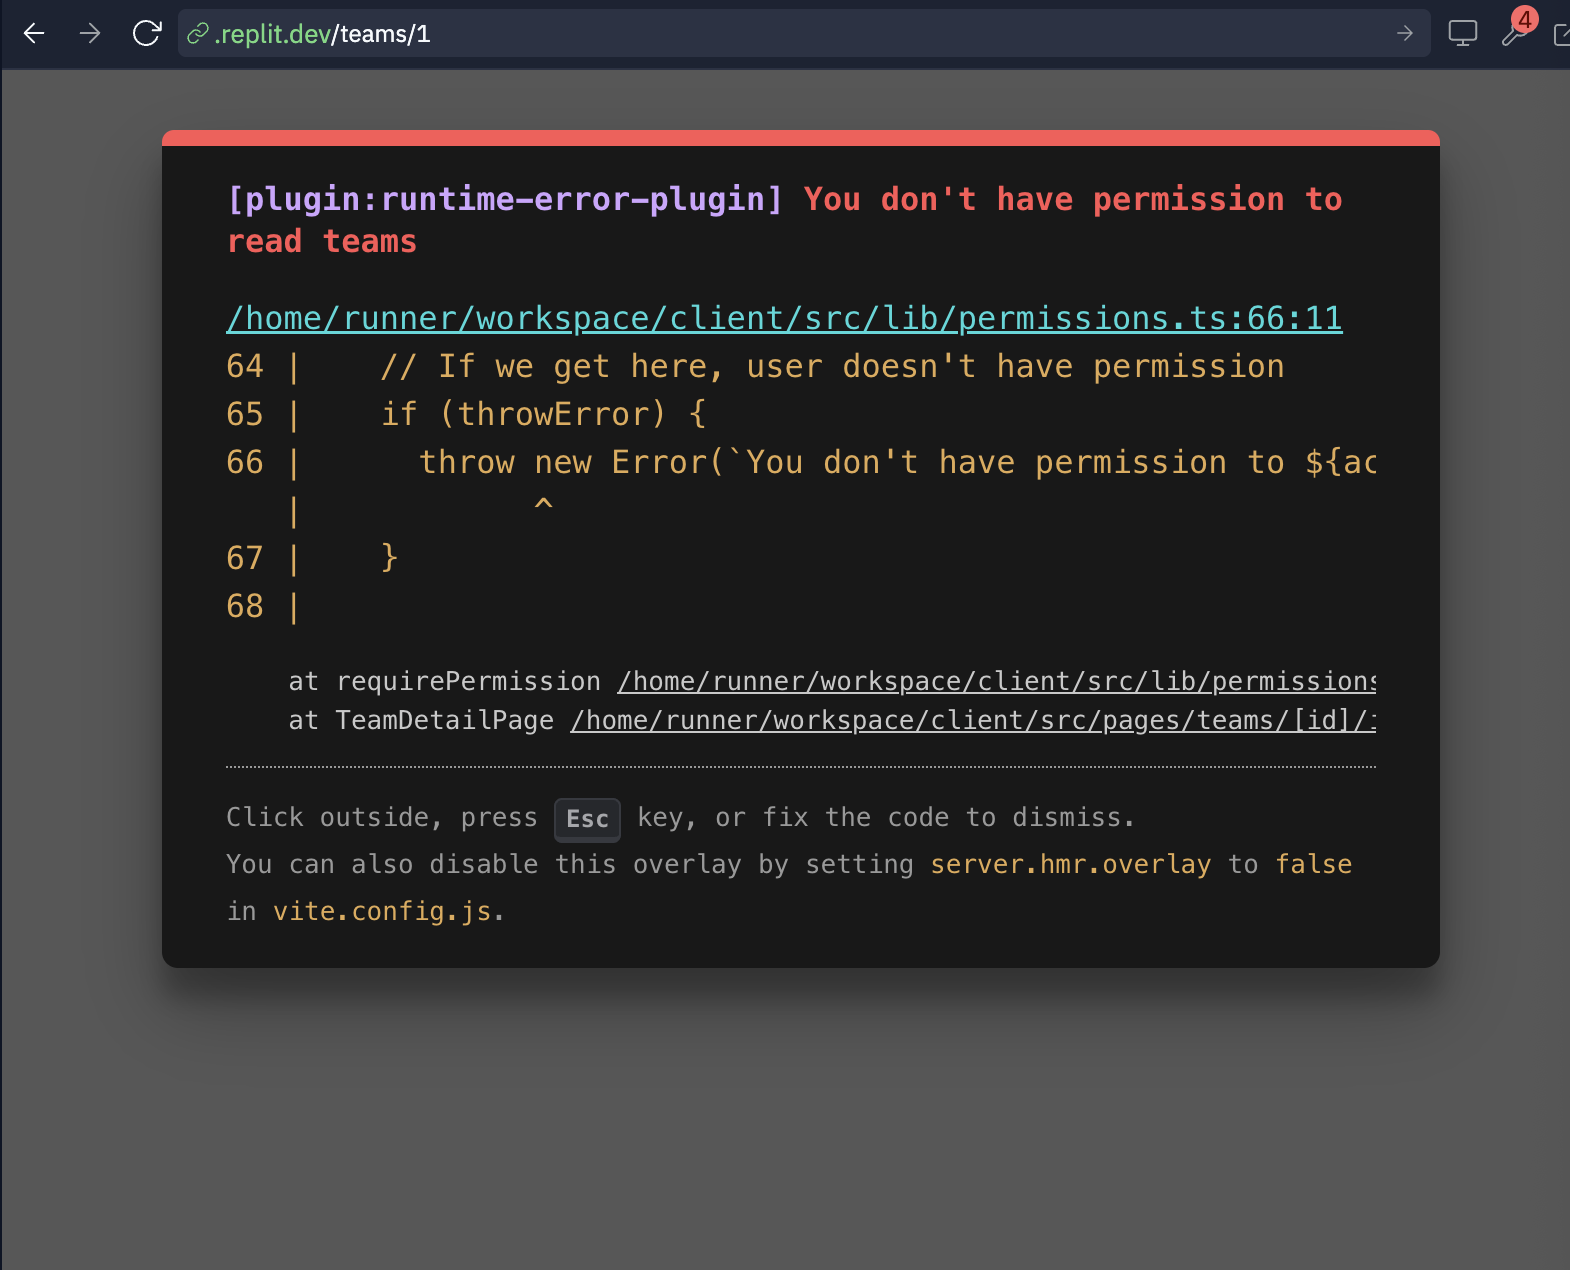 .replit.dev/teams/1
4
[plugin:runtime-error-plugin] You don't have permission to
read teams
/home/runner/workspace/client/src/lib/permissions.ts:66:11
64 |    // If we get here, user doesn't have permission
65 |    if (throwError) {
66 |      throw new Error(`You don't have permission to ${ac
   |            ^
67 |    }
68 |
at requirePermission /home/runner/workspace/client/src/lib/permissions
at TeamDetailPage /home/runner/workspace/client/src/pages/teams/[id]/i
Click outside, press Esc key, or fix the code to dismiss.
You can also disable this overlay by setting server.hmr.overlay to false
in vite.config.js.